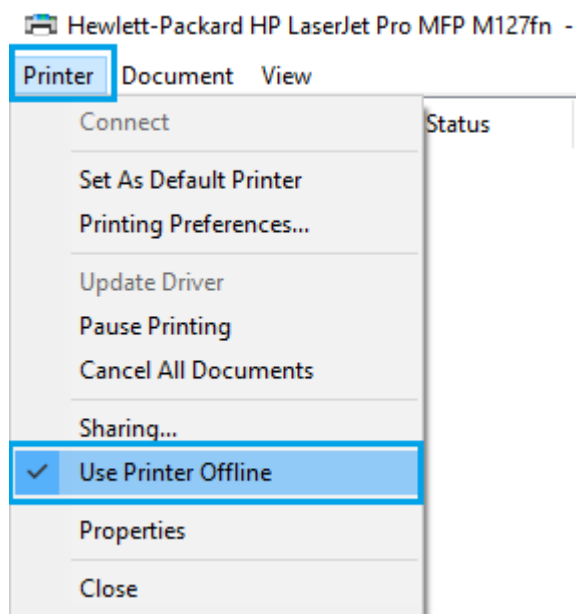 Hewlett-Packard HP LaserJet Pro MFP M127fn -
Printer Document View
Connect
Status
Set As Default Printer
Printing Preferences...
Update Driver
Pause Printing
Cancel All Documents
Sharing...
Use Printer Offline
Properties
Close